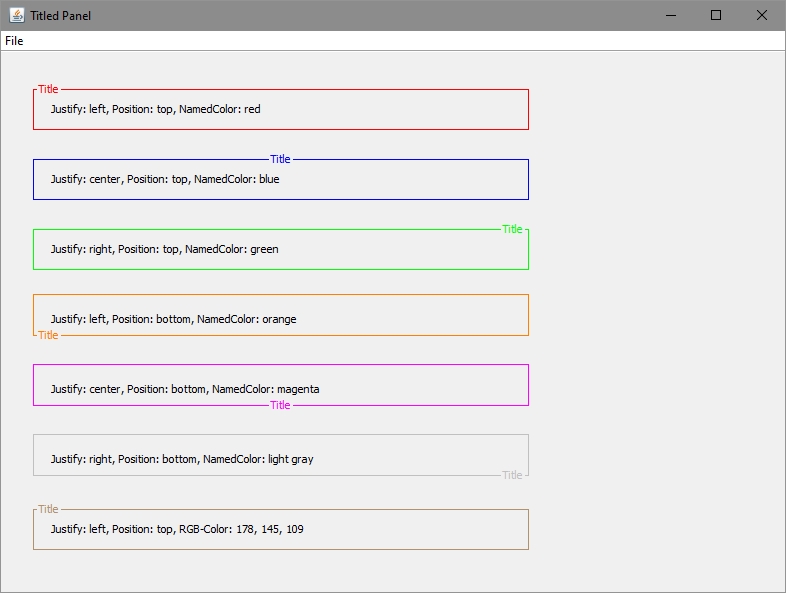 Titled Panel
File
Title
Justify: left, Position: top, NamedColor: red
Title
Justify: center, Position: top, NamedColor: blue
Title
Justify: right, Position: top, NamedColor: green
Justify: left, Position: bottom, NamedColor: orange
Title
Justify: center, Position: bottom, NamedColor: magenta
Title
Justify: right, Position: bottom, NamedColor: light gray
Title
Title
Justify: left, Position: top, RGB-Color: 178, 145, 109